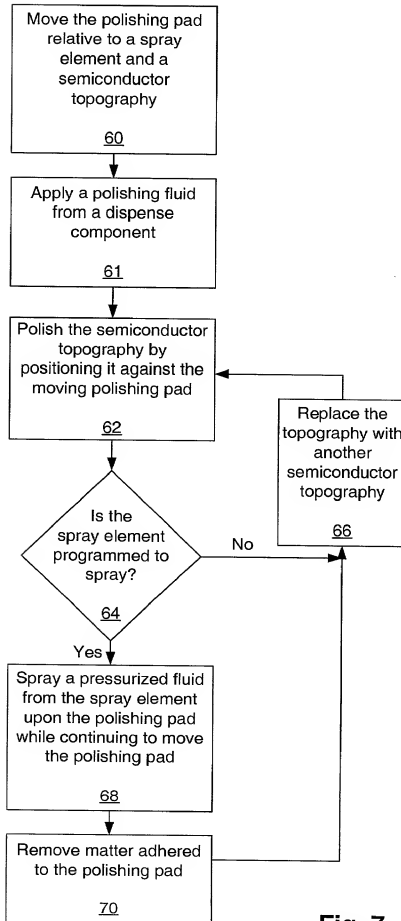 Move the polishing pad
relative to a spray
element and a
semiconductor
topography
60
Apply a polishing fluid
from a dispense
component
61
Polish the semiconductor
topography by
positioning it against the
moving polishing pad
62
Replace the
topography with
another
semiconductor
topography
66
Is the
spray element
programmed to
spray?
64
No
Yes
Spray a pressurized fluid
from the spray element
upon the polishing pad
while continuing to move
the polishing pad
68
Remove matter adhered
to the polishing pad
70
Fig. 7